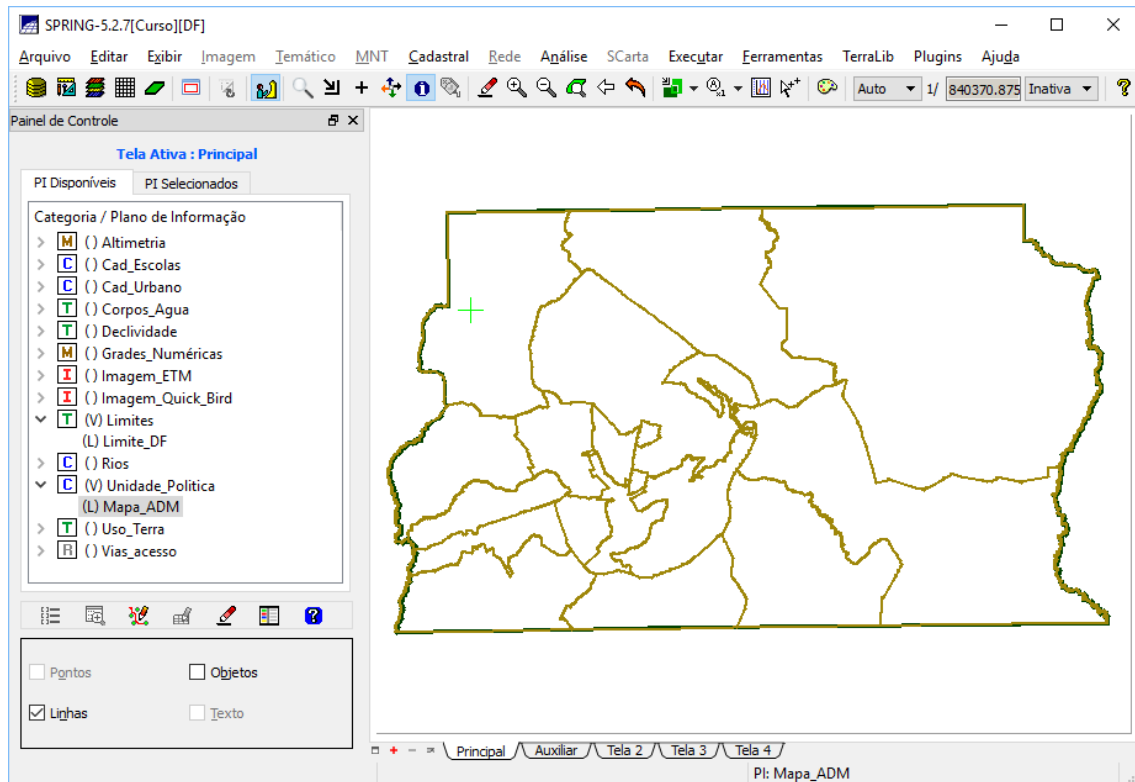 SPRING-5.2.7[Curso][DF]
Arquivo Editar Exibir Imagem Temático MNT Cadastral Rede Análise SCarta Executar Ferramentas TerraLib Plugins Ajuda
Auto 1/ 840370.875 Inativa
Painel de Controle
Tela Ativa : Principal
PI Disponíveis PI Selecionados
Categoria / Plano de Informação
M ( ) Altimetria
C ( ) Cad_Escolas
C ( ) Cad_Urbano
T ( ) Corpos_Agua
T ( ) Declividade
M ( ) Grades_Numéricas
I ( ) Imagem_ETM
I ( ) Imagem_Quick_Bird
T (V) Limites
(L) Limite_DF
C ( ) Rios
C (V) Unidade_Politica
(L) Mapa_ADM
T ( ) Uso_Terra
R ( ) Vias_acesso
Pontos Objetos
Linhas Texto
Principal Auxiliar Tela 2 Tela 3 Tela 4
PI: Mapa_ADM